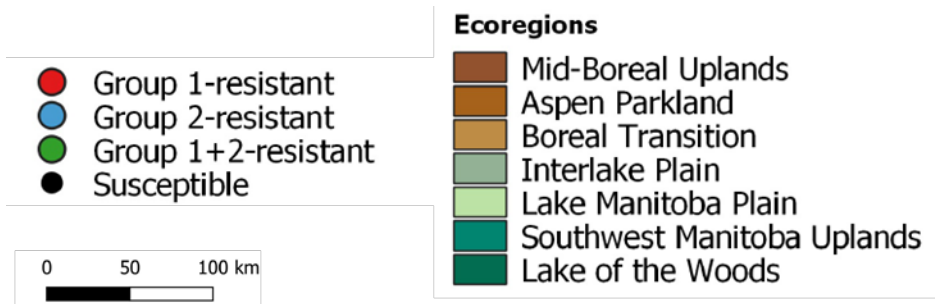 Group 1-resistant
Group 2-resistant
Group 1+2-resistant
Susceptible
0 50 100 km
Ecoregions
Mid-Boreal Uplands
Aspen Parkland
Boreal Transition
Interlake Plain
Lake Manitoba Plain
Southwest Manitoba Uplands
Lake of the Woods